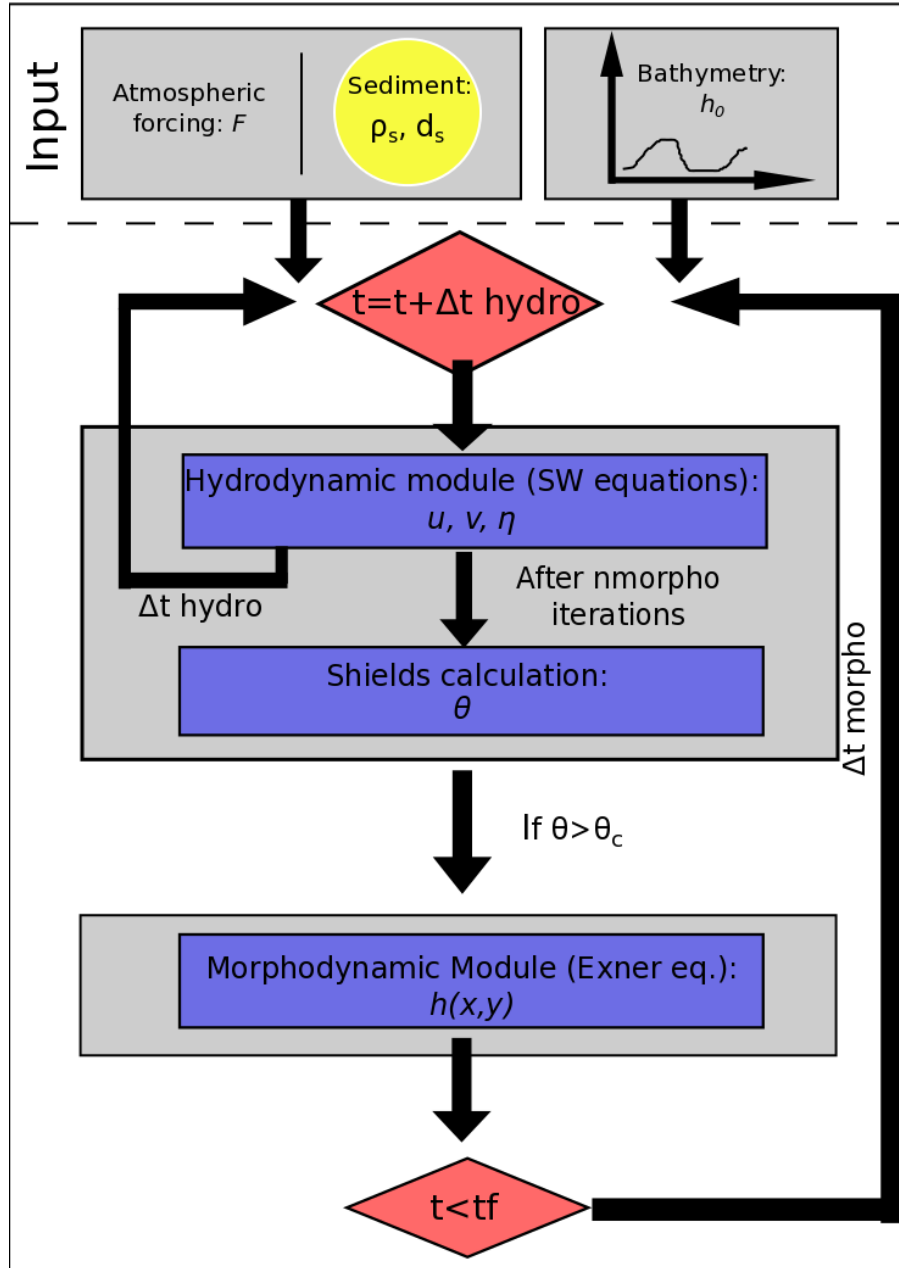 Input
Atmospheric
forcing: F
Sediment:
ρs, ds
Bathymetry:
h0
t=t+Δt hydro
Hydrodynamic module (SW equations):
u, v, η
Δt hydro
After nmorpho
iterations
Shields calculation:
θ
Δt morpho
If θ>θc
Morphodynamic Module (Exner eq.):
h(x,y)
t<tf